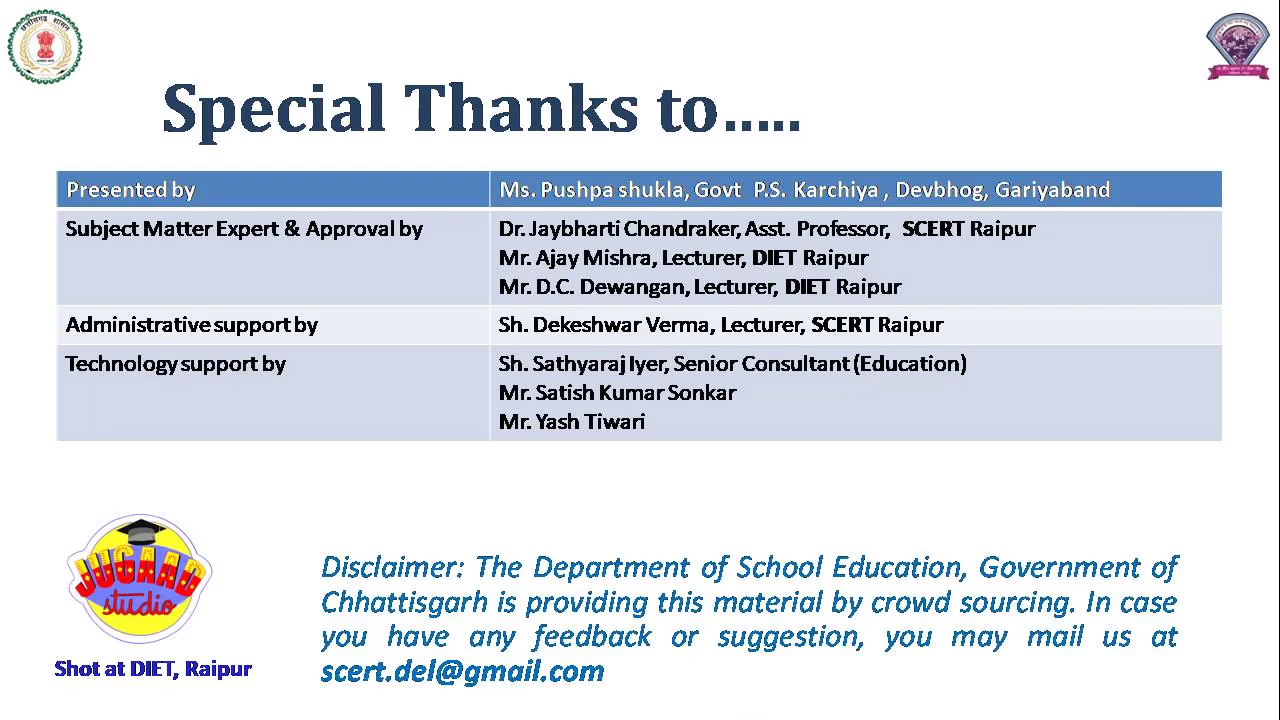 छत्तीसगढ़ शासन
Special Thanks to.....
Presented by Ms. Pushpa shukla, Govt P.S. Karchiya , Devbhog, Gariyaband
Subject Matter Expert & Approval by Dr. Jaybharti Chandraker, Asst. Professor, SCERT Raipur
Mr. Ajay Mishra, Lecturer, DIET Raipur
Mr. D.C. Dewangan, Lecturer, DIET Raipur
Administrative support by Sh. Dekeshwar Verma, Lecturer, SCERT Raipur
Technology support by Sh. Sathyaraj Iyer, Senior Consultant (Education)
Mr. Satish Kumar Sonkar
Mr. Yash Tiwari
JUGAAD
studio
Shot at DIET, Raipur
Disclaimer: The Department of School Education, Government of
Chhattisgarh is providing this material by crowd sourcing. In case
you have any feedback or suggestion, you may mail us at
scert.del@gmail.com